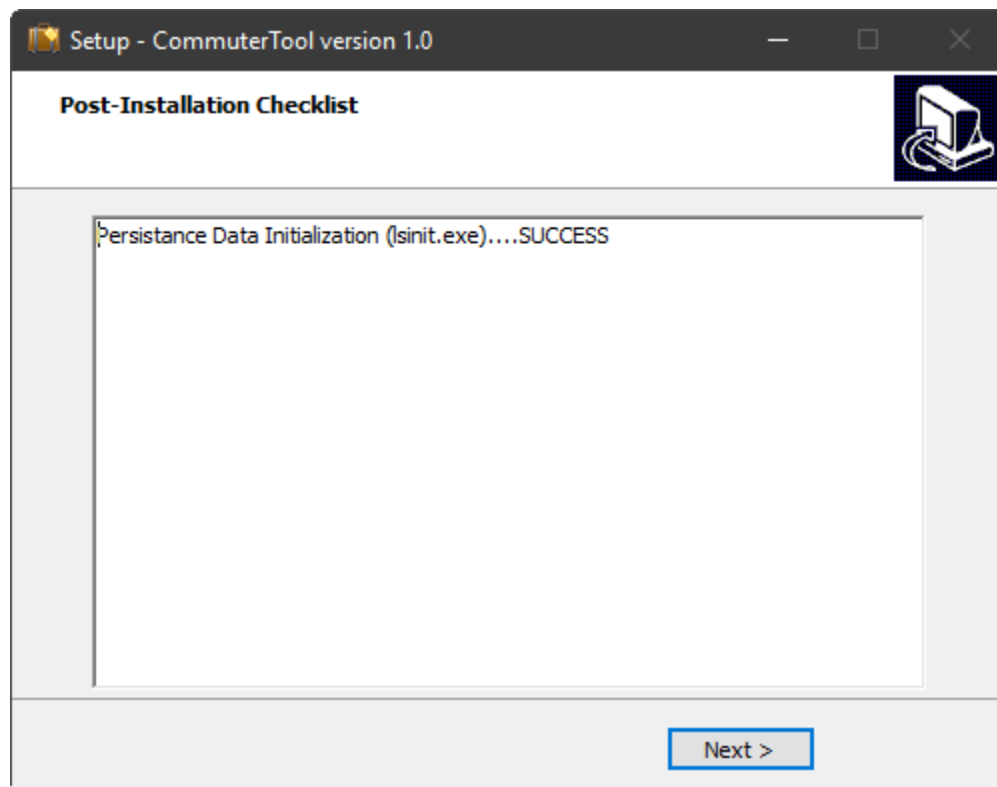 Setup - CommuterTool version 1.0
Post-Installation Checklist
Persistance Data Initialization (lsinit.exe)....SUCCESS
Next >